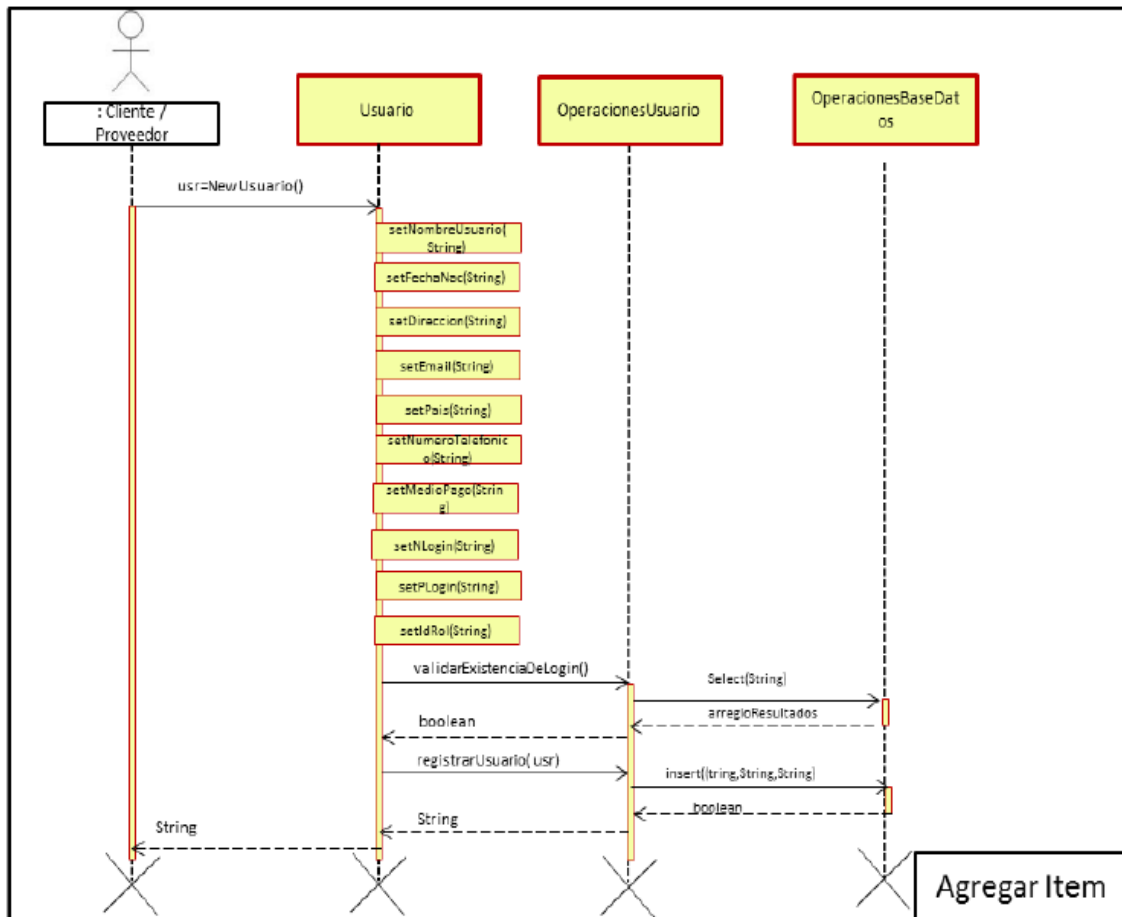 : Cliente /
Proveedor
Usuario
OperacionesUsuario
OperacionesBaseDat
os
usr=New Usuario()
setNombreUsuario(
String)
setFechaNac(String)
setDireccion(String)
setEmail(String)
setPais(String)
setNumeroTelefonic
o(String)
setMedioPago(Strin
g)
setNLogin(String)
setPLogin(String)
setIdRol(String)
validarExistenciaDeLogin()
Select(String)
arregloResultados
boolean
registrarUsuario( usr)
insert((tring,String,String)
boolean
String
String
Agregar Item